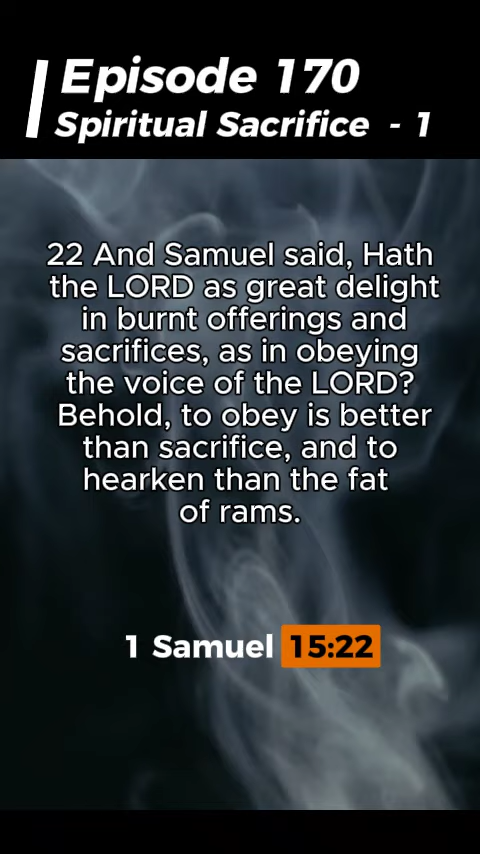 Episode 170
Spiritual Sacrifice - 1
22 And Samuel said, Hath
the LORD as great delight
in burnt offerings and
sacrifices, as in obeying
the voice of the LORD?
Behold, to obey is better
than sacrifice, and to
hearken than the fat
of rams.
1 Samuel 15:22